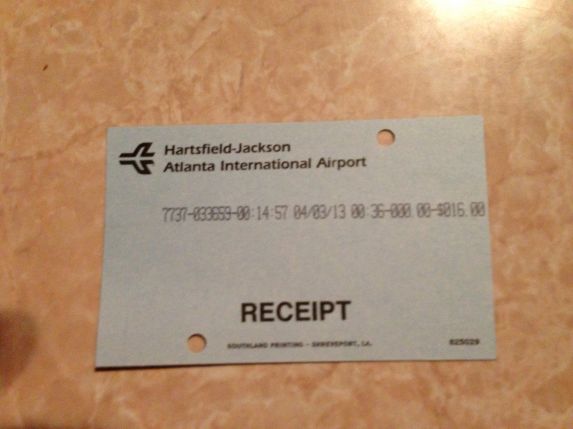 Hartsfield-Jackson
Atlanta International Airport
7737-033659-00:14:57 04/03/13 00:36-000.00-$016.00
RECEIPT
SOUTHLAND PRINTING - SHREVEPORT, LA. 625029